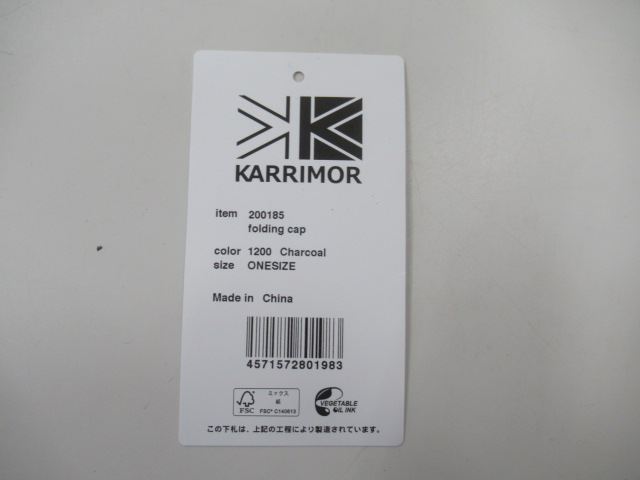 KARRIMOR
item 200185
folding cap
color 1200 Charcoal
size ONESIZE
Made in China
4571572801983
ミックス
紙
FSC
FSC® C140613
VEGETABLE
OIL INK
この下札は、上記の工程により製造されています。